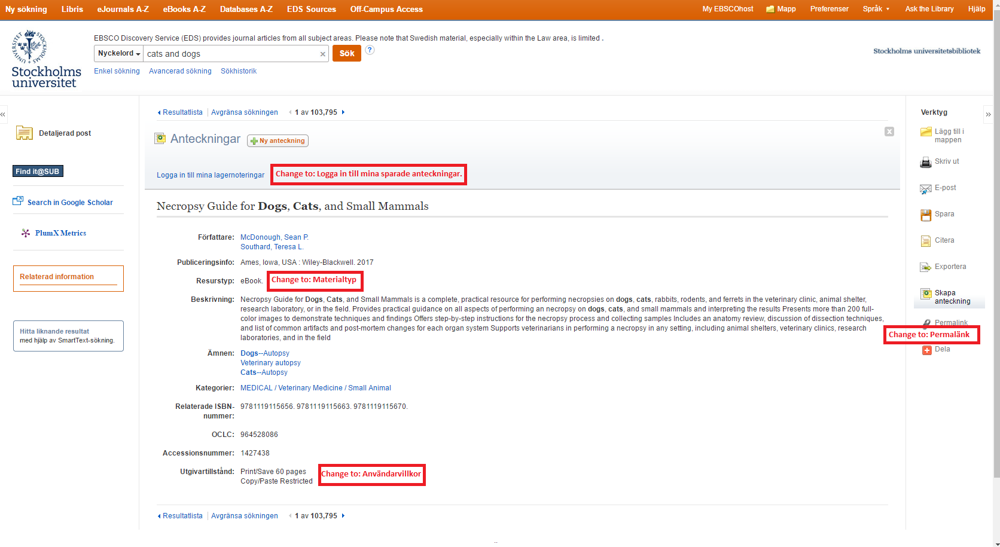 Ny sökning Libris eJournals A-Z eBooks A-Z Databases A-Z EDS Sources Off-Campus Access My EBSCOhost Mapp Preferenser Språk Ask the Library Hjälp
EBSCO Discovery Service (EDS) provides journal articles from all subject areas. Please note that Swedish material, especially within the Law area, is limited .
Nyckelord cats and dogs × Sök ?
Enkel sökning Avancerad sökning Sökhistorik
Stockholms
universitet
Stockholms universitetsbibliotek
«
Detaljerad post
Find it@SUB
Search in Google Scholar
PlumX Metrics
Relaterad information
Hitta liknande resultat
med hjälp av SmartText-sökning.
Resultatlista Avgränsa sökningen 1 av 103,795
Anteckningar Ny anteckning x
Logga in till mina lagernoteringar Change to: Logga in till mina sparade anteckningar.
Necropsy Guide for Dogs, Cats, and Small Mammals
Författare: McDonough, Sean P.
Southard, Teresa L.
Publiceringsinfo: Ames, Iowa, USA : Wiley-Blackwell. 2017
Resurstyp: eBook. Change to: Materialtyp
Beskrivning: Necropsy Guide for Dogs, Cats, and Small Mammals is a complete, practical resource for performing necropsies on dogs, cats, rabbits, rodents, and ferrets in the veterinary clinic, animal shelter,
research laboratory, or in the field. Provides practical guidance on all aspects of performing an necropsy on dogs, cats, and small mammals and interpreting the results Presents more than 200 full-
color images to demonstrate techniques and findings Offers step-by-step instructions for the necropsy process and collecting samples Includes an anatomy review, discussion of dissection techniques,
and list of common artifacts and post-mortem changes for each organ system Supports veterinarians in performing a necropsy in any setting, including animal shelters, veterinary clinics, research
laboratories, and in the field
Ämnen: Dogs--Autopsy
Veterinary autopsy
Cats--Autopsy
Kategorier: MEDICAL / Veterinary Medicine / Small Animal
Relaterade ISBN- 9781119115656. 9781119115663. 9781119115670.
nummer:
OCLC: 964528086
Accessionsnummer: 1427438
Utgivartillstånd: Print/Save 60 pages
Copy/Paste Restricted
Change to: Användarvillkor
Resultatlista Avgränsa sökningen 1 av 103,795
Verktyg »
Lägg till i
mappen
Skriv ut
E-post
Spara
Citera
Exportera
Skapa
anteckning
Permalink
Change to: Permalänk
Dela